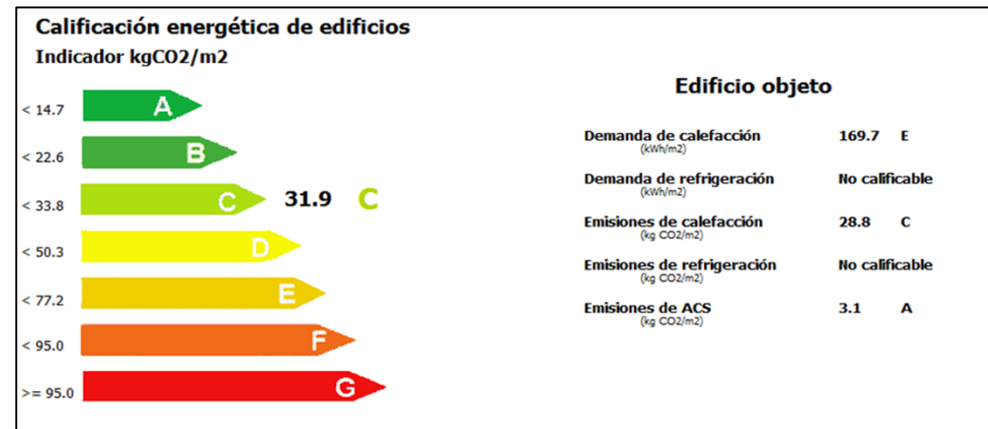 Calificación energética de edificios
Indicador kgCO2/m2
< 14.7 A
< 22.6 B
< 33.8 C 31.9 C
< 50.3 D
< 77.2 E
< 95.0 F
>= 95.0 G
Edificio objeto
Demanda de calefacción 169.7 E
(kWh/m2)
Demanda de refrigeración No calificable
(kWh/m2)
Emisiones de calefacción 28.8 C
(kg CO2/m2)
Emisiones de refrigeración No calificable
(kg CO2/m2)
Emisiones de ACS 3.1 A
(kg CO2/m2)